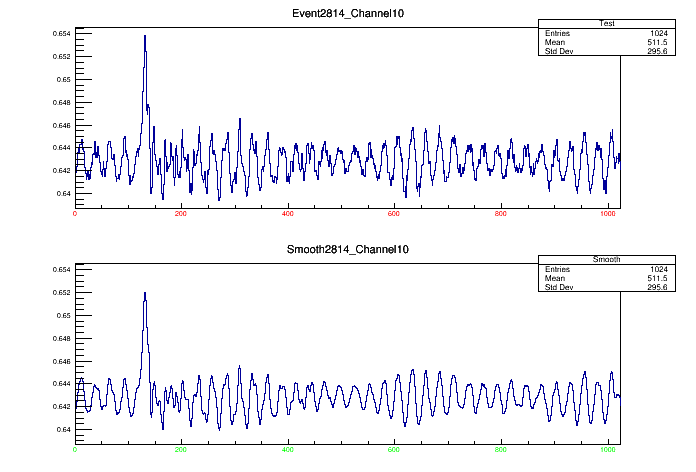 Event2814_Channel10
Test
Entries 1024
Mean 511.5
Std Dev 295.6
0.654
0.652
0.65
0.648
0.646
0.644
0.642
0.64
0 200 400 600 800 1000
Smooth2814_Channel10
Smooth
Entries 1024
Mean 511.5
Std Dev 295.6
0.654
0.652
0.65
0.648
0.646
0.644
0.642
0.64
0 200 400 600 800 1000